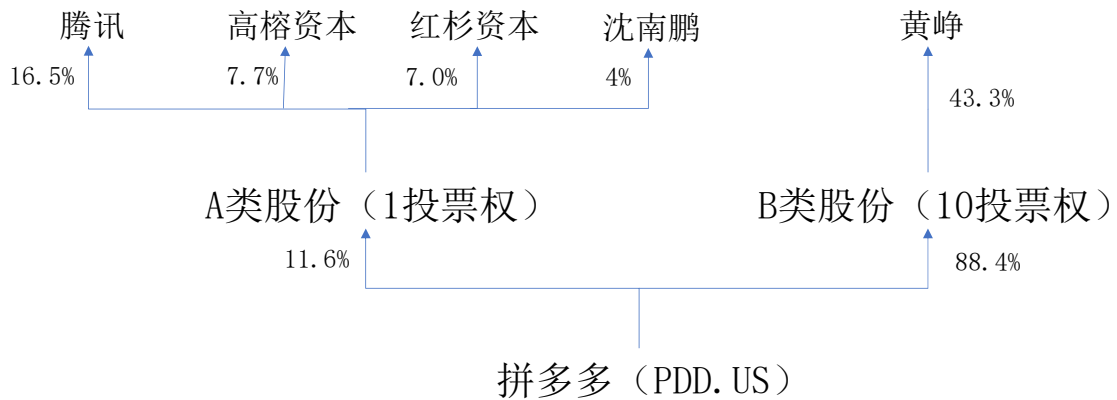 腾讯
高榕资本
红杉资本
沈南鹏
黄峥
16.5%
7.7%
7.0%
4%
43.3%
A类股份（1投票权）
B类股份（10投票权）
11.6%
88.4%
拼多多（PDD.US）